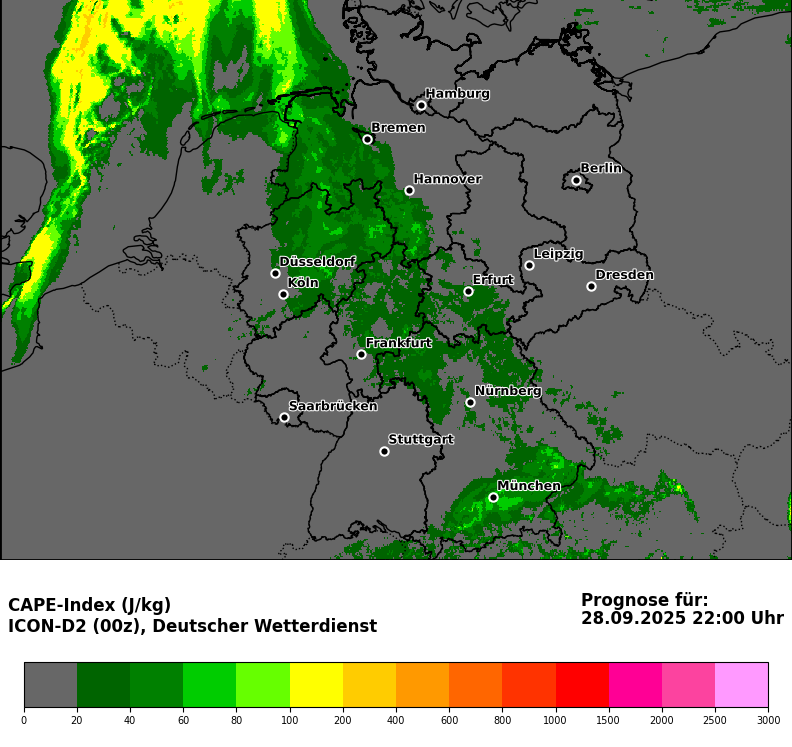 Hamburg
Bremen
Berlin
Hannover
Leipzig
Düsseldorf
Dresden
Erfurt
Köln
Frankfurt
Nürnberg
Saarbrücken
Stuttgart
München
CAPE-Index (J/kg)
ICON-D2 (00z), Deutscher Wetterdienst
Prognose für:
28.09.2025 22:00 Uhr
0 20 40 60 80 100 200 400 600 800 1000 1500 2000 2500 3000